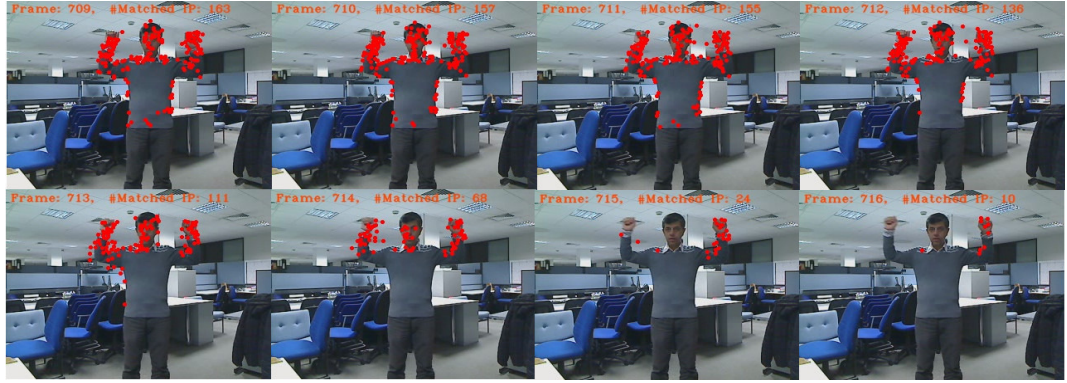 Frame: 709, #Matched IP: 163
Frame: 710, #Matched IP: 157
Frame: 711, #Matched IP: 155
Frame: 712, #Matched IP: 136
Frame: 713, #Matched IP: 111
Frame: 714, #Matched IP: 68
Frame: 715, #Matched IP: 24
Frame: 716, #Matched IP: 10